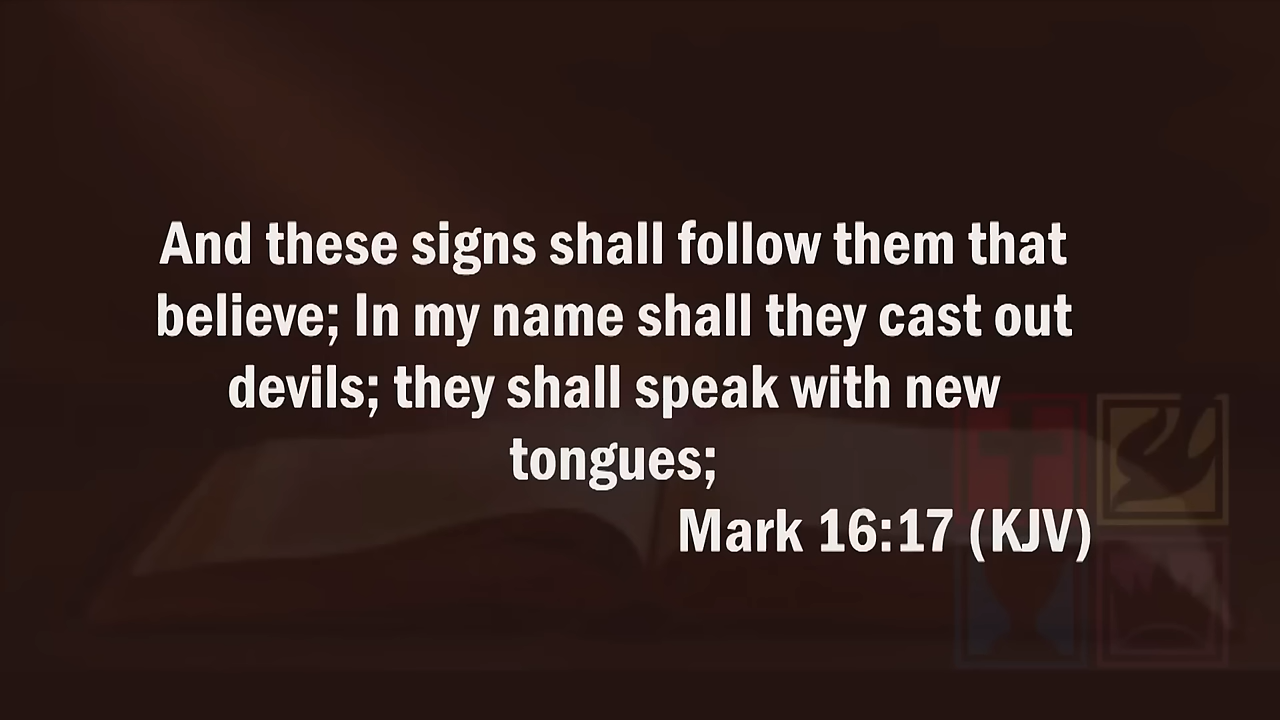 And these signs shall follow them that
believe; In my name shall they cast out
devils; they shall speak with new
tongues;
Mark 16:17 (KJV)